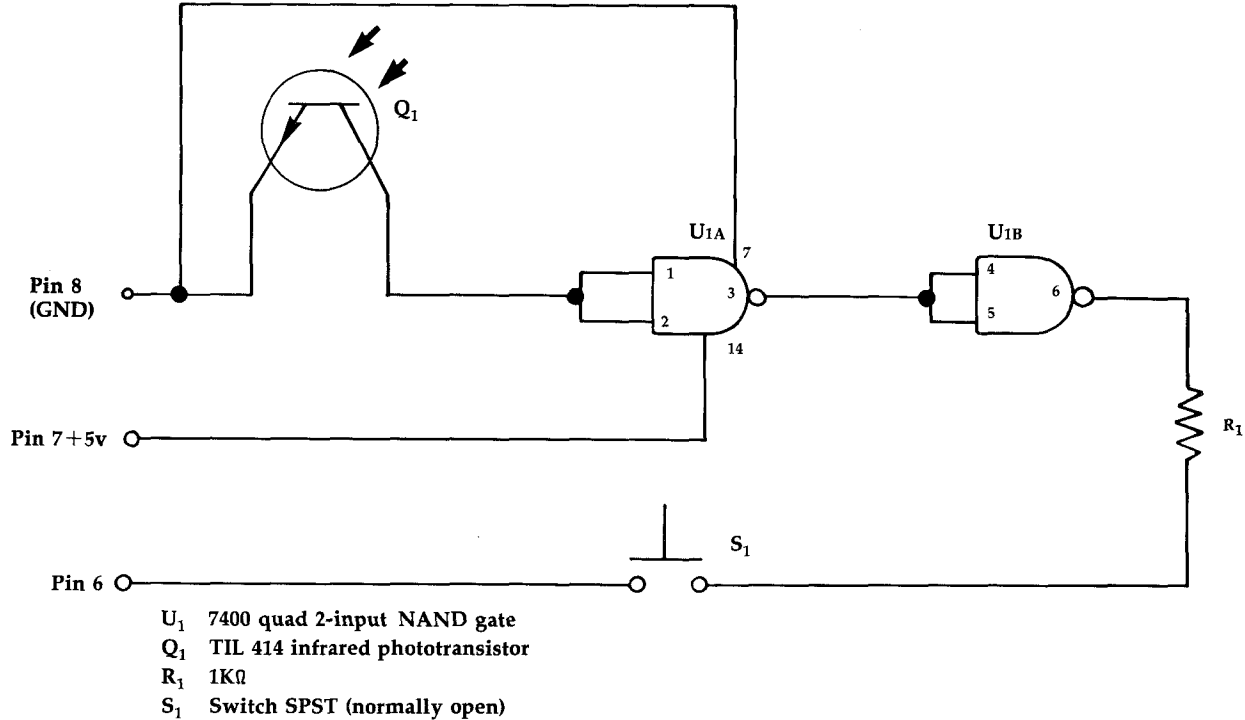 Q₁
U1A
U1B
7
Pin 8
(GND)
1
2
3
4
5
6
14
R₁
Pin 7+5v
S₁
Pin 6
U₁ 7400 quad 2-input NAND gate
Q₁ TIL 414 infrared phototransistor
R₁ 1KΩ
S₁ Switch SPST (normally open)